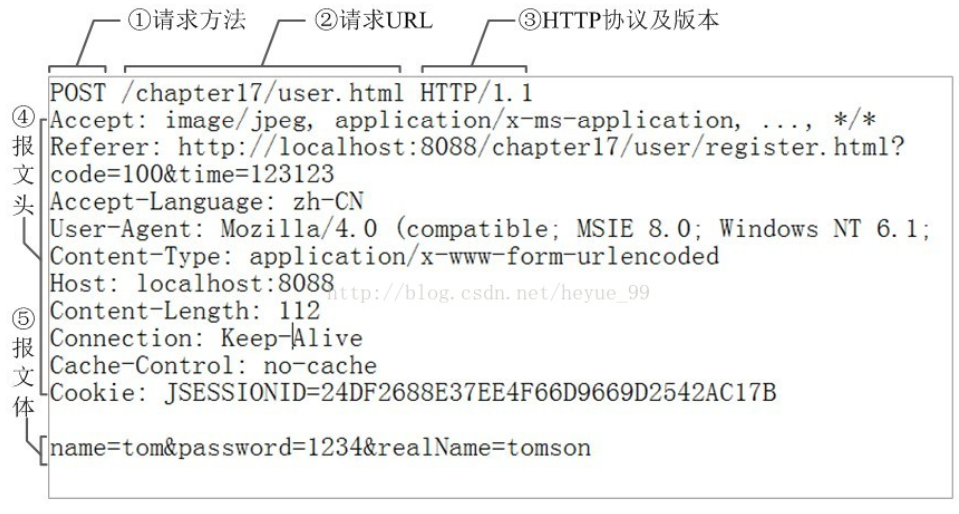 ①请求方法 ②请求URL ③HTTP协议及版本
POST /chapter17/user.html HTTP/1.1
④报文头
Accept: image/jpeg, application/x-ms-application, ..., */*
Referer: http://localhost:8088/chapter17/user/register.html?
code=100&time=123123
Accept-Language: zh-CN
User-Agent: Mozilla/4.0 (compatible; MSIE 8.0; Windows NT 6.1;
Content-Type: application/x-www-form-urlencoded
Host: localhost:8088
http://blog.csdn.net/heyue_99
Content-Length: 112
Connection: Keep-Alive
Cache-Control: no-cache
Cookie: JSESSIONID=24DF2688E37EE4F66D9669D2542AC17B
⑤报文体
name=tom&password=1234&realName=tomson